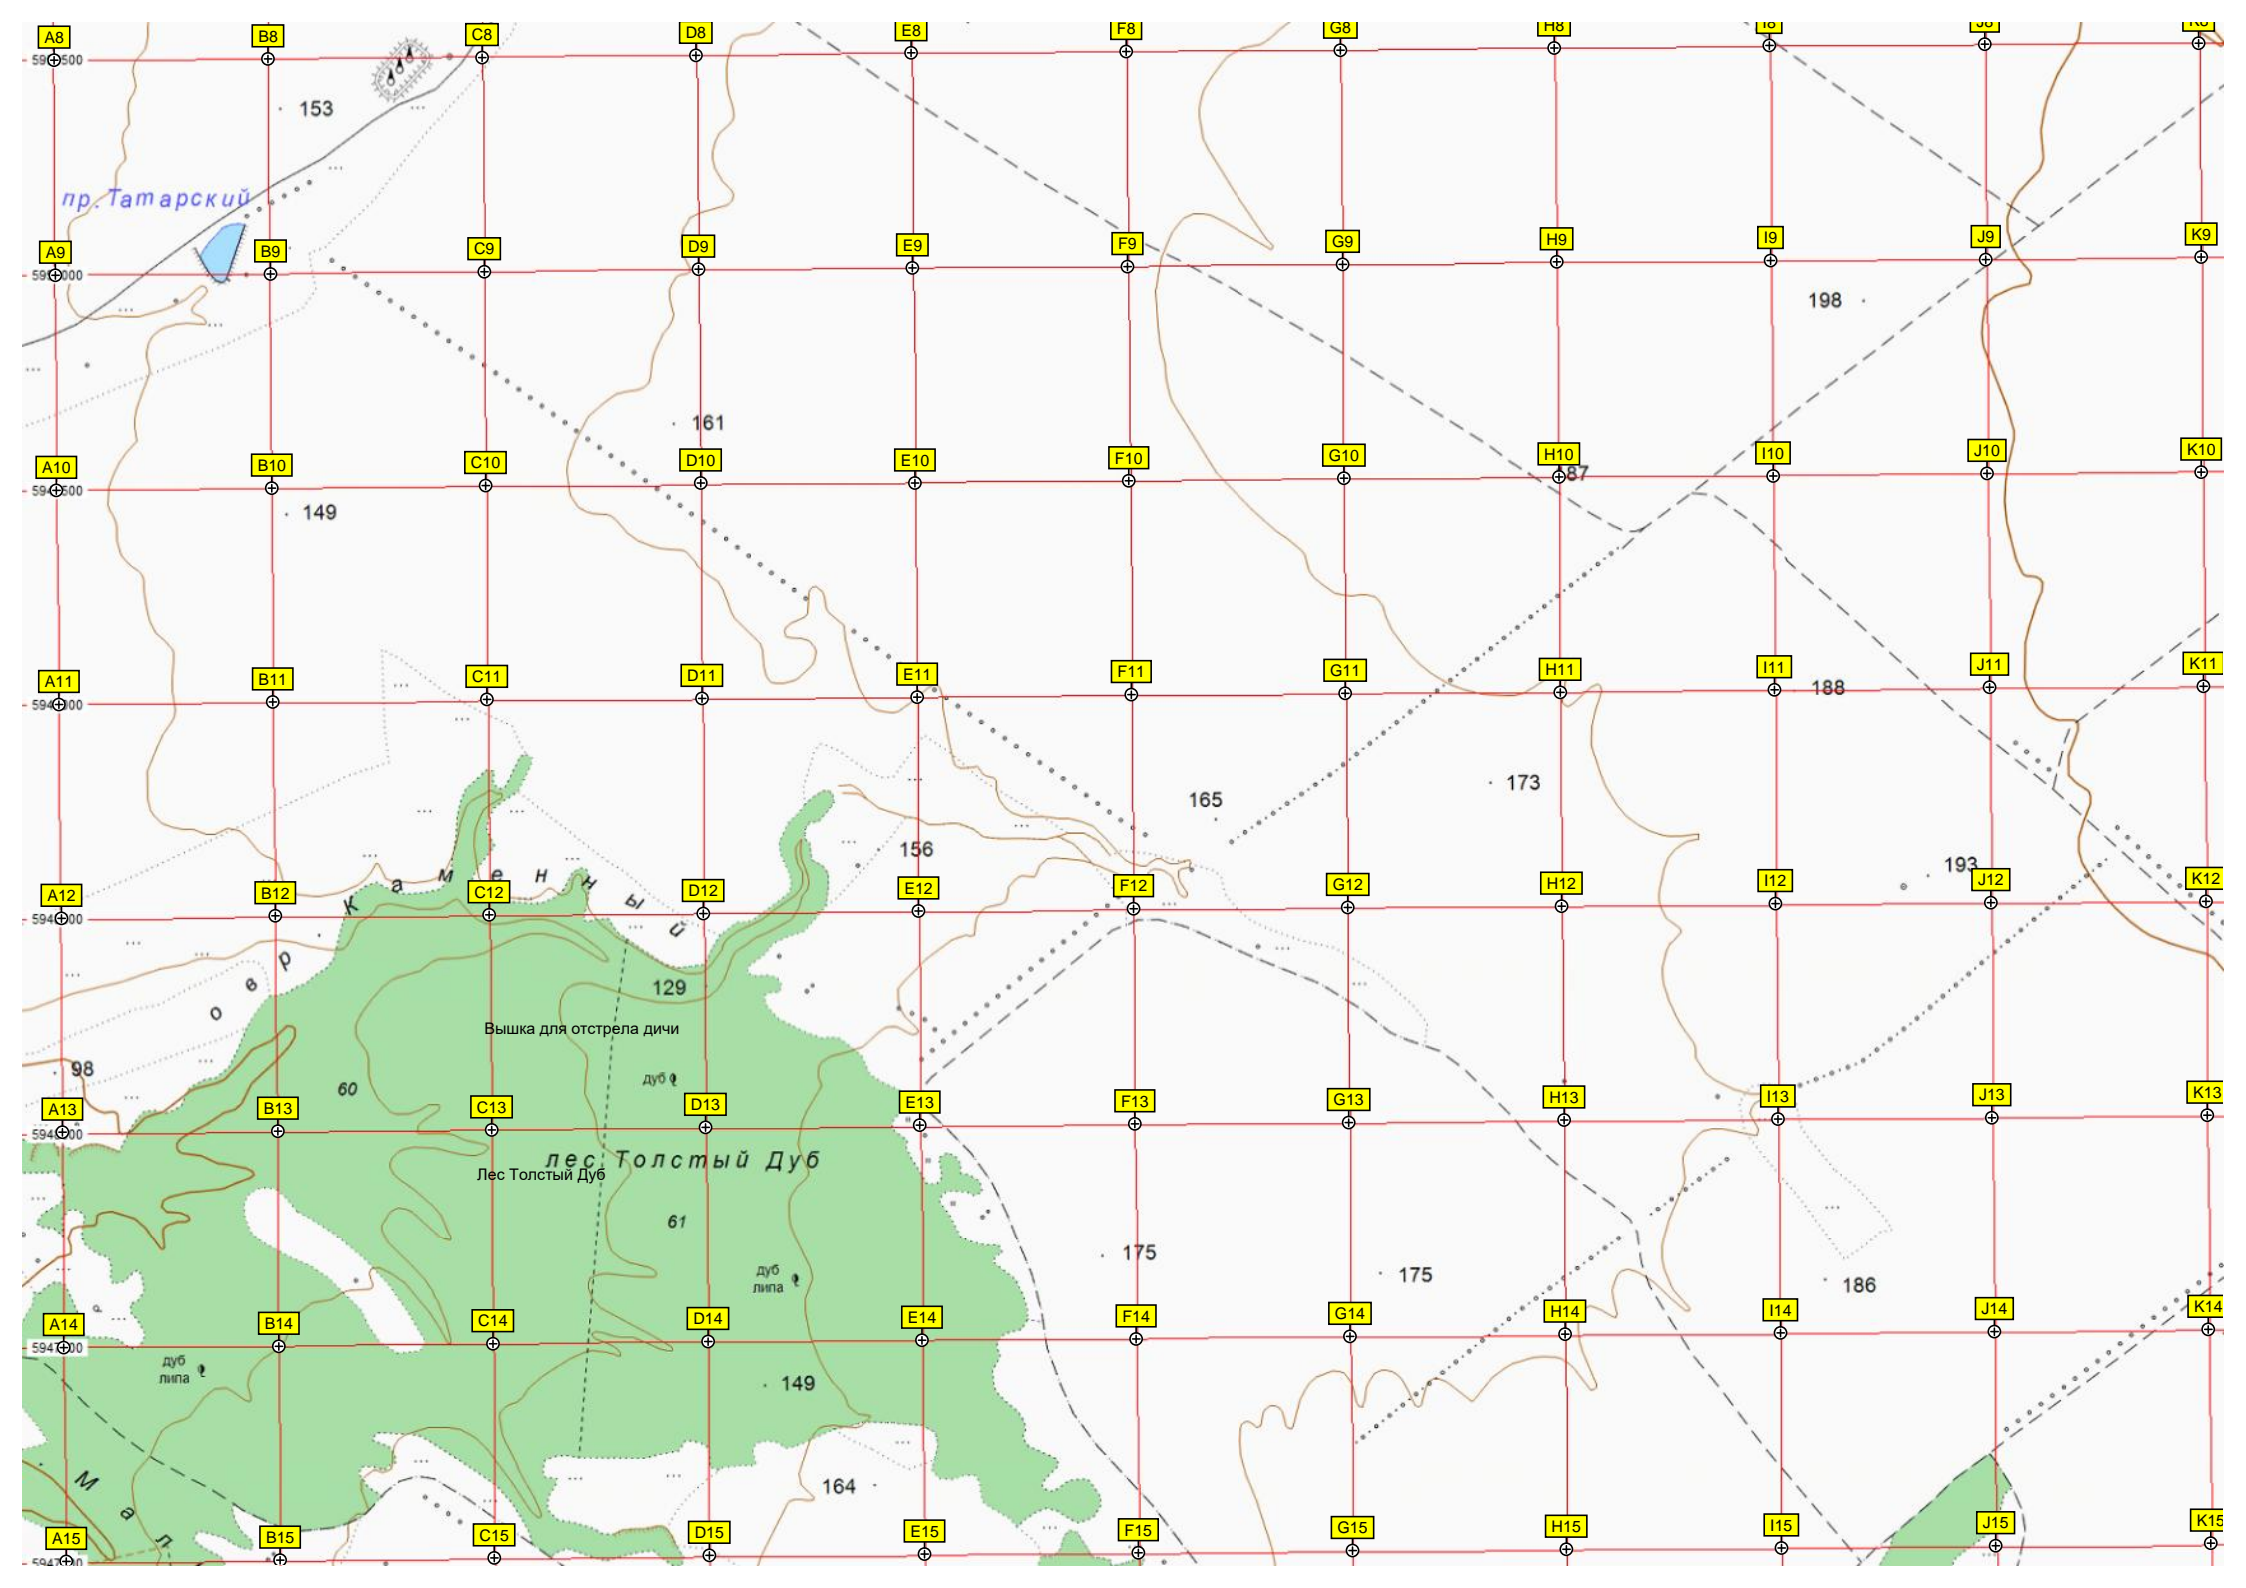 A8 B8 C8 D8 E8 F8 G8 H8 I8 J8
153
пр. Татарский
A9 B9 C9 D9 E9 F9 G9 H9 I9 J9 K9
198
161
A10 B10 C10 D10 E10 F10 G10 H10 I10 J10 K10
87
149
A11 B11 C11 D11 E11 F11 G11 H11 I11 J11 K11
188
173
165
156
193
A12 B12 C12 D12 E12 F12 G12 H12 I12 J12 K12
овр Каменный
129
Вышка для отстрела дичи
98
60
дуб
A13 B13 C13 D13 E13 F13 G13 H13 I13 J13 K13
лес Толстый Дуб
Лес Толстый Дуб
61
175
175
186
дуб
липа
A14 B14 C14 D14 E14 F14 G14 H14 I14 J14 K14
дуб
липа
149
164
Мал
A15 B15 C15 D15 E15 F15 G15 H15 I15 J15 K15